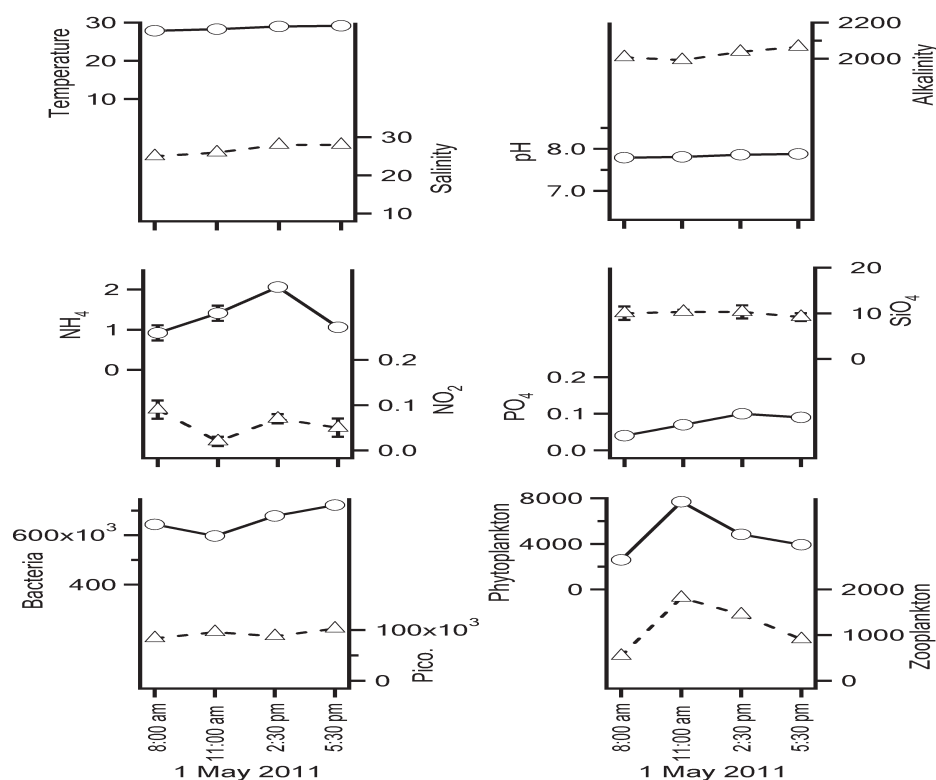 30
20
10
Temperature
30
20
10
Salinity
2200
2000
Alkalinity
8.0
7.0
pH
2
1
0
NH₄
0.2
0.1
0.0
NO₂
20
10
0
SiO₄
0.2
0.1
0.0
PO₄
600x10³
400
Bacteria
100x10³
0
Pico.
8000
4000
0
Phytoplankton
2000
1000
0
Zooplankton
8:00 am
11:00 am
2:30 pm
5:30 pm
1 May 2011
8:00 am
11:00 am
2:30 pm
5:30 pm
1 May 2011